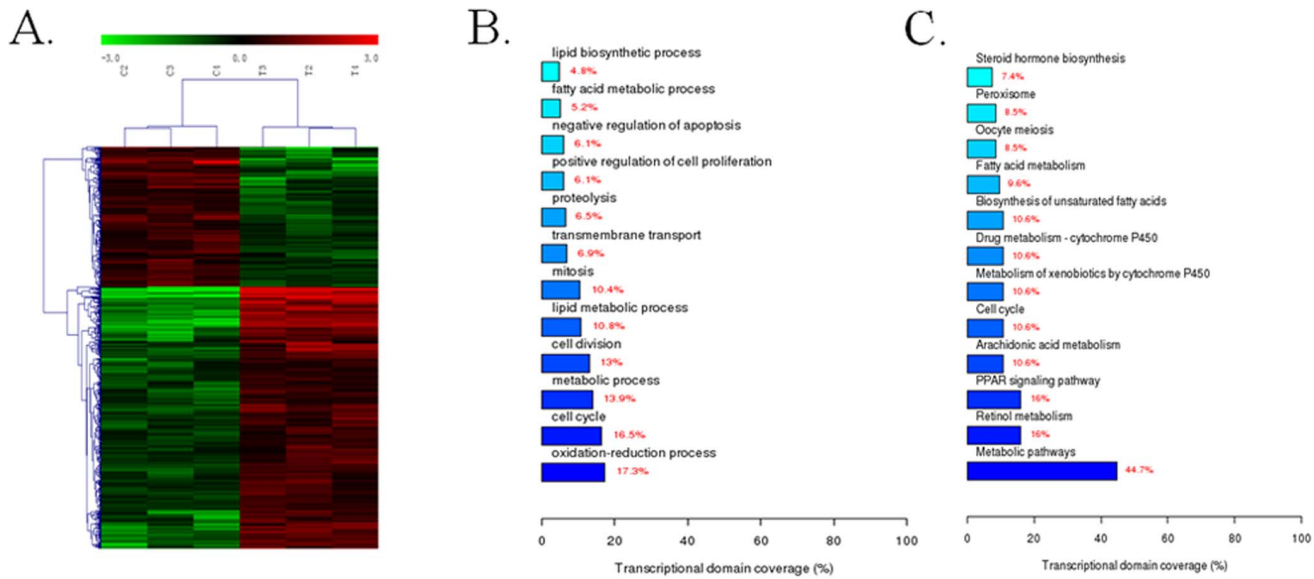 A.
-3.0 0.0 3.0
C2 C3 C1 T3 T2 T1
B.
lipid biosynthetic process
4.8%
fatty acid metabolic process
5.2%
negative regulation of apoptosis
6.1%
positive regulation of cell proliferation
6.1%
proteolysis
6.5%
transmembrane transport
6.9%
mitosis
10.4%
lipid metabolic process
10.8%
cell division
13%
metabolic process
13.9%
cell cycle
16.5%
oxidation-reduction process
17.3%
0 20 40 60 80 100
Transcriptional domain coverage (%)
C.
Steroid hormone biosynthesis
7.4%
Peroxisome
8.5%
Oocyte meiosis
8.5%
Fatty acid metabolism
9.6%
Biosynthesis of unsaturated fatty acids
10.6%
Drug metabolism - cytochrome P450
10.6%
Metabolism of xenobiotics by cytochrome P450
10.6%
Cell cycle
10.6%
Arachidonic acid metabolism
10.6%
PPAR signaling pathway
16%
Retinol metabolism
16%
Metabolic pathways
44.7%
0 20 40 60 80 100
Transcriptional domain coverage (%)